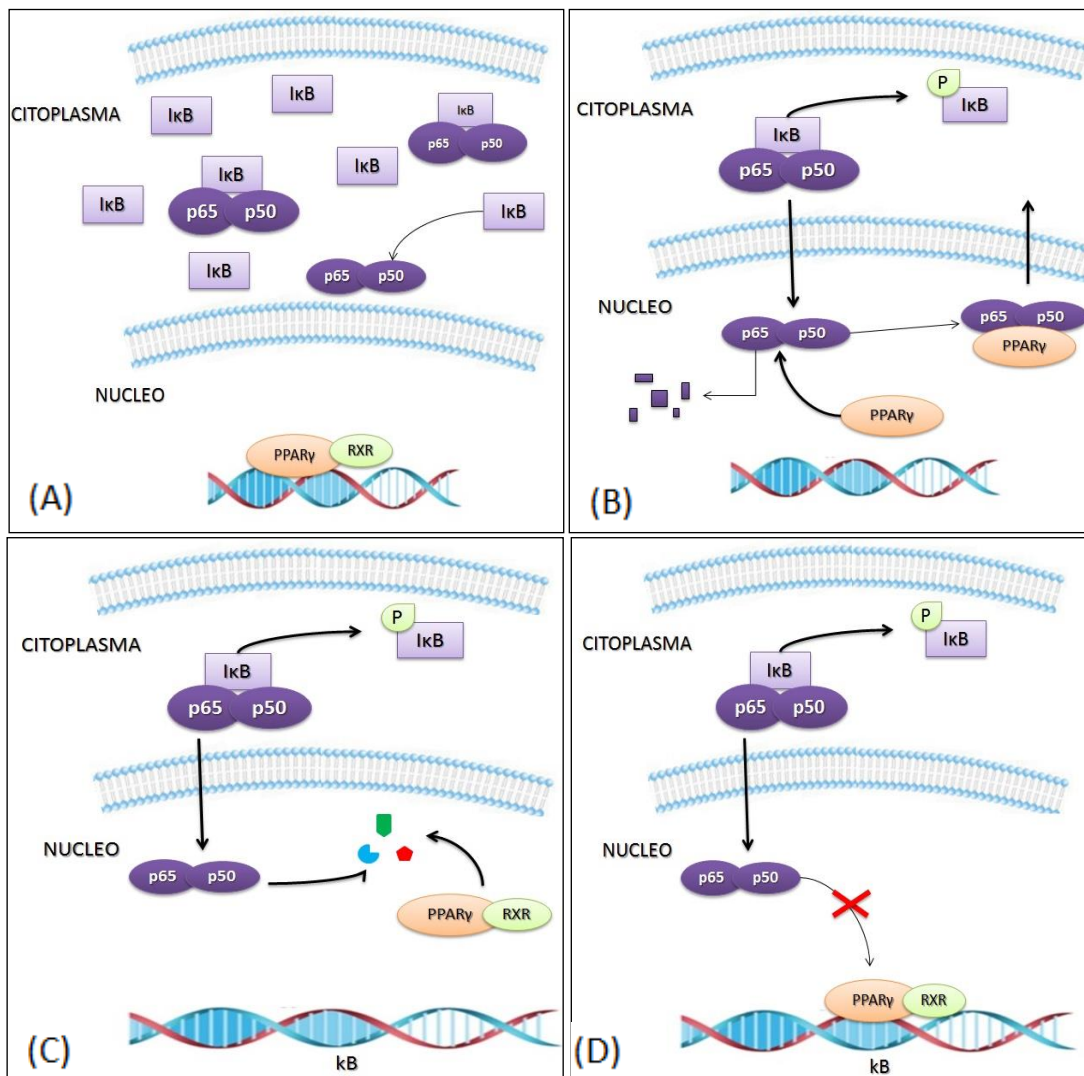 IκB
IκB
CITOPLASMA
IκB
p65 p50
IκB
IκB
IκB
p65 p50
IκB
IκB
p65 p50
NUCLEO
PPARγ RXR
(A)
P
IκB
CITOPLASMA
IκB
p65 p50
NUCLEO
p65 p50
p65 p50
PPARγ
PPARγ
(B)
P
IκB
CITOPLASMA
IκB
p65 p50
NUCLEO
p65 p50
PPARγ RXR
(C)
kB
P
IκB
CITOPLASMA
IκB
p65 p50
NUCLEO
p65 p50
PPARγ RXR
(D)
kB